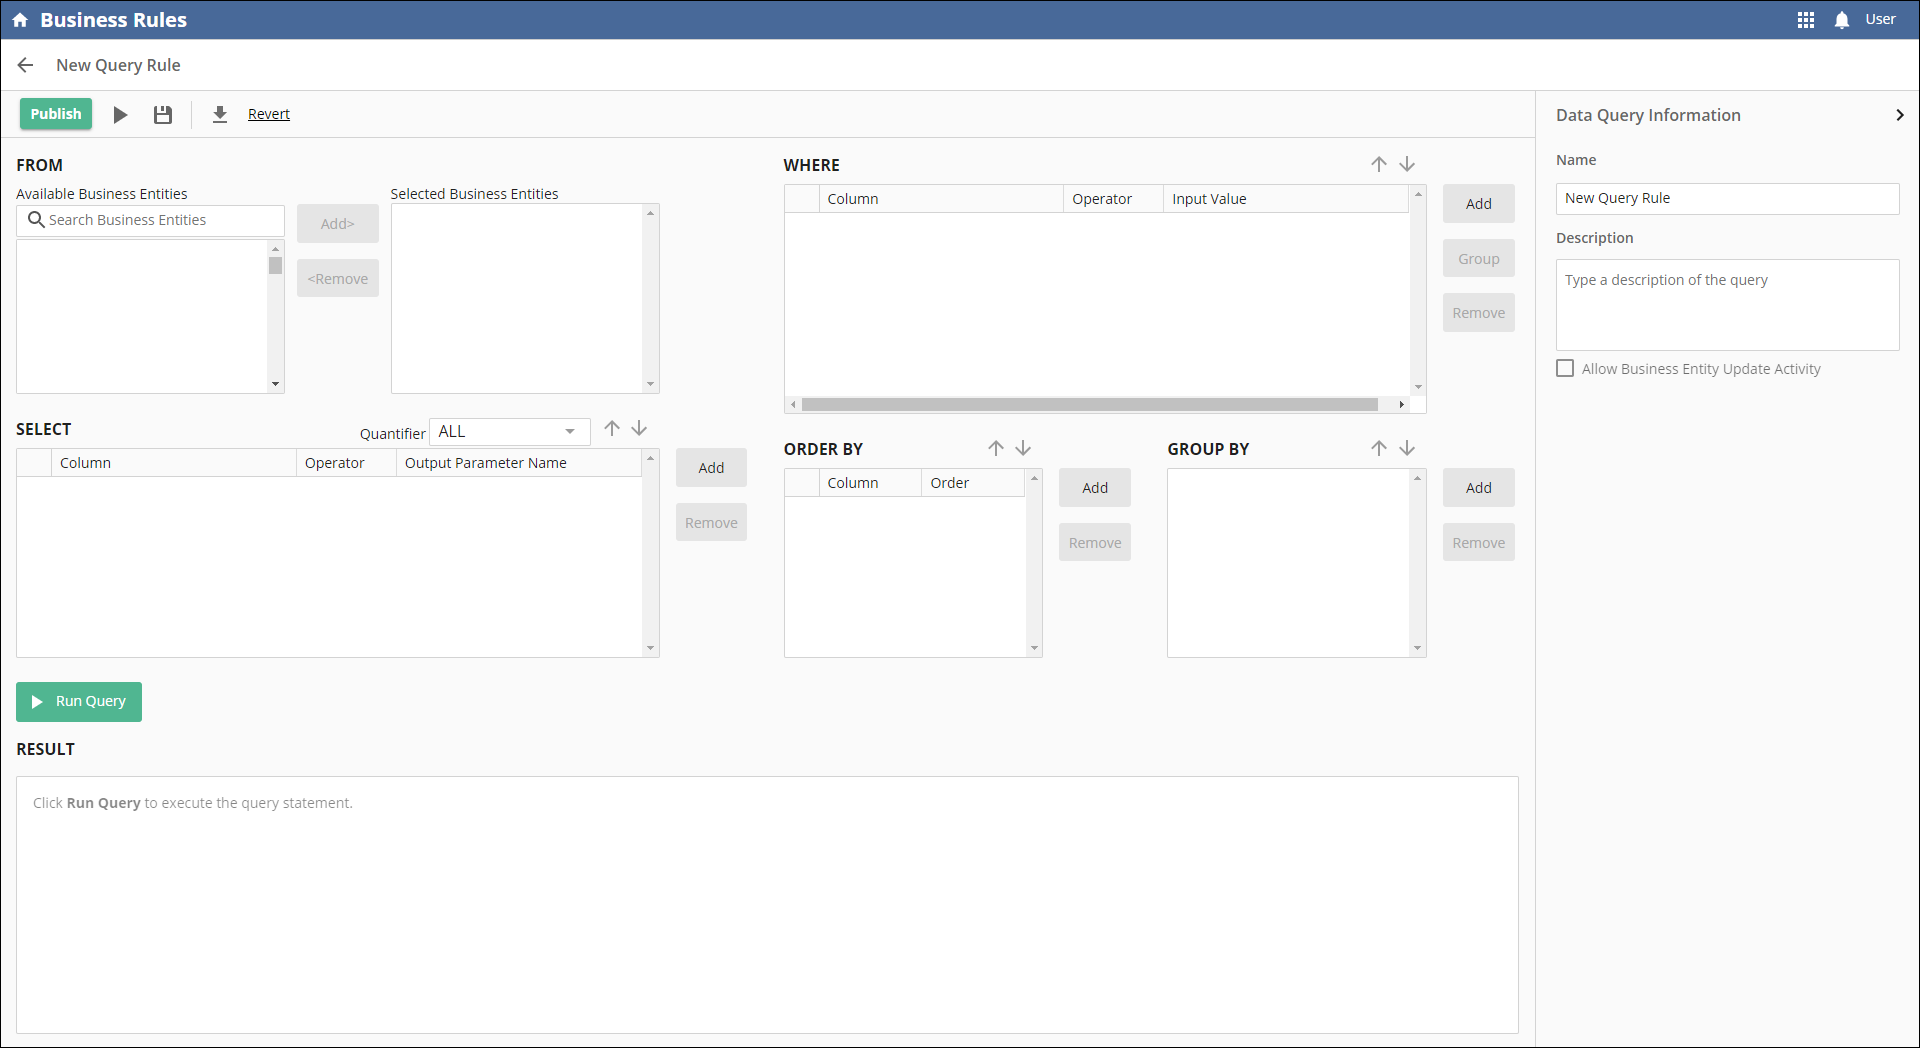 Business Rules
User
New Query Rule
Publish
Revert
Data Query Information
Name
New Query Rule
Description
Type a description of the query
Allow Business Entity Update Activity
FROM
Available Business Entities
Selected Business Entities
Search Business Entities
Add>
<Remove
WHERE
Column Operator Input Value
Add
Group
Remove
SELECT
Quantifier ALL
Column Operator Output Parameter Name
Add
Remove
ORDER BY
Column Order
Add
Remove
GROUP BY
Add
Remove
Run Query
RESULT
Click Run Query to execute the query statement.